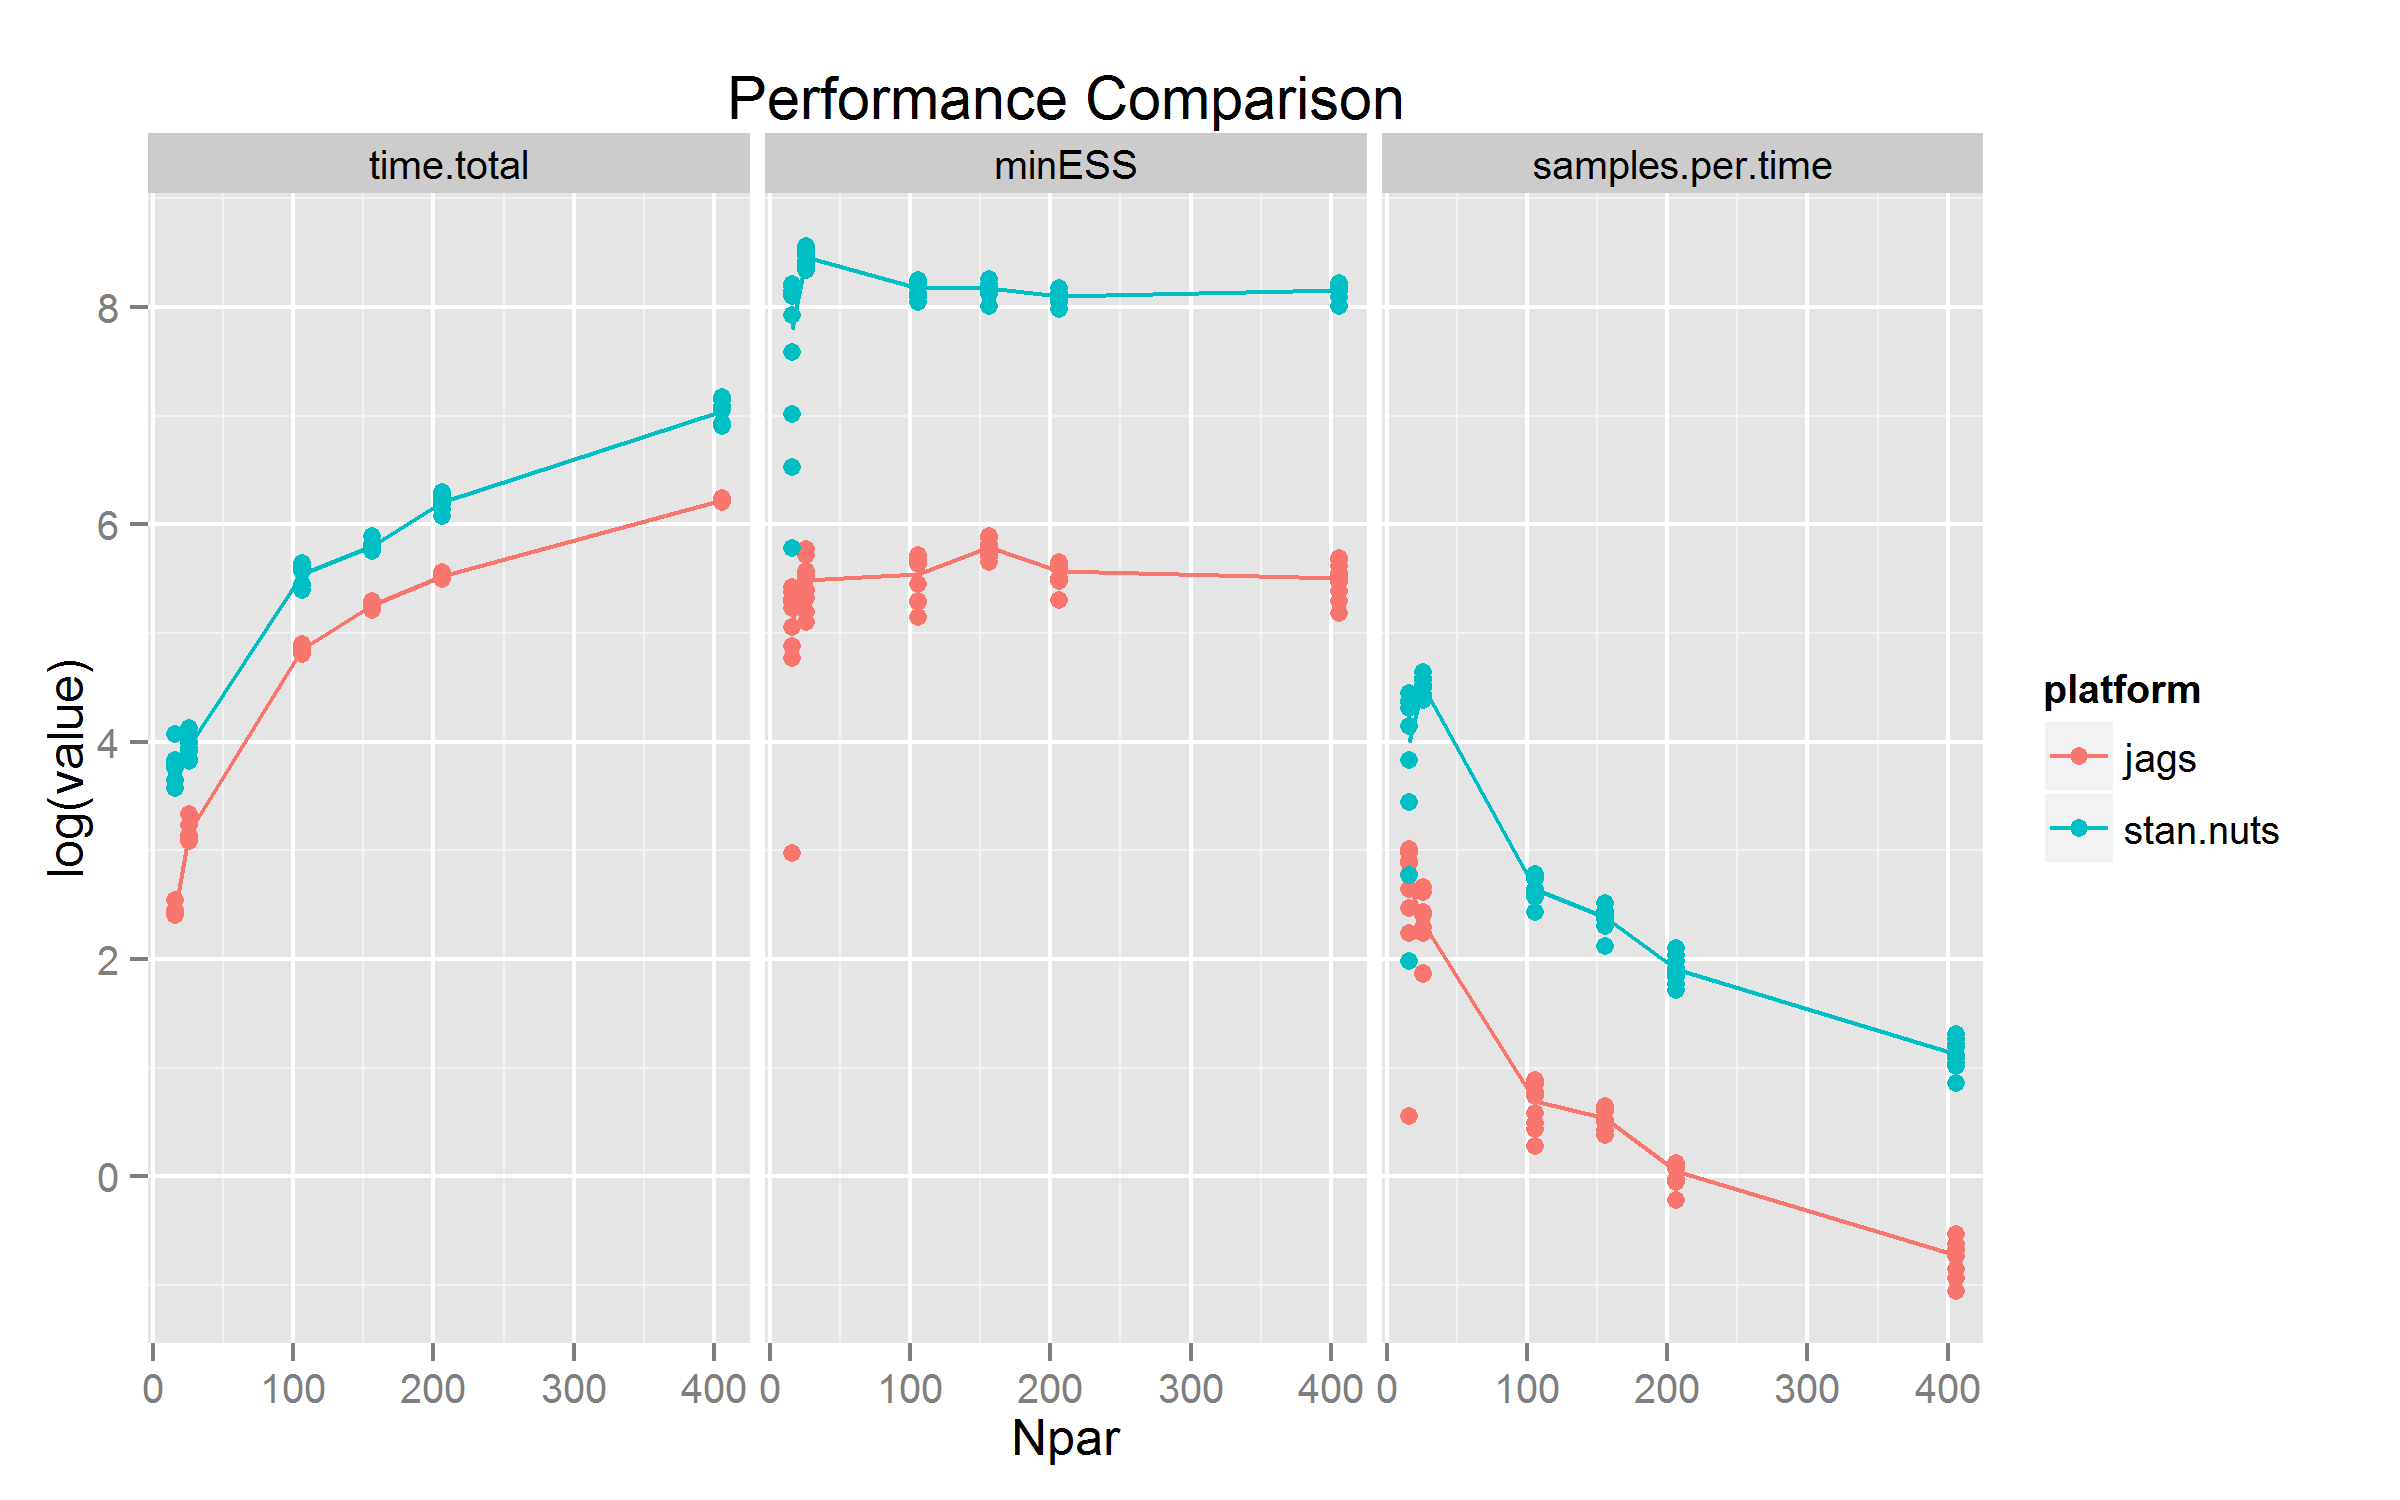 Performance Comparison
time.total minESS samples.per.time
8
6
4
2
0
log(value)
0 100 200 300 400 0 100 200 300 400 0 100 200 300 400
Npar
platform
jags
stan.nuts